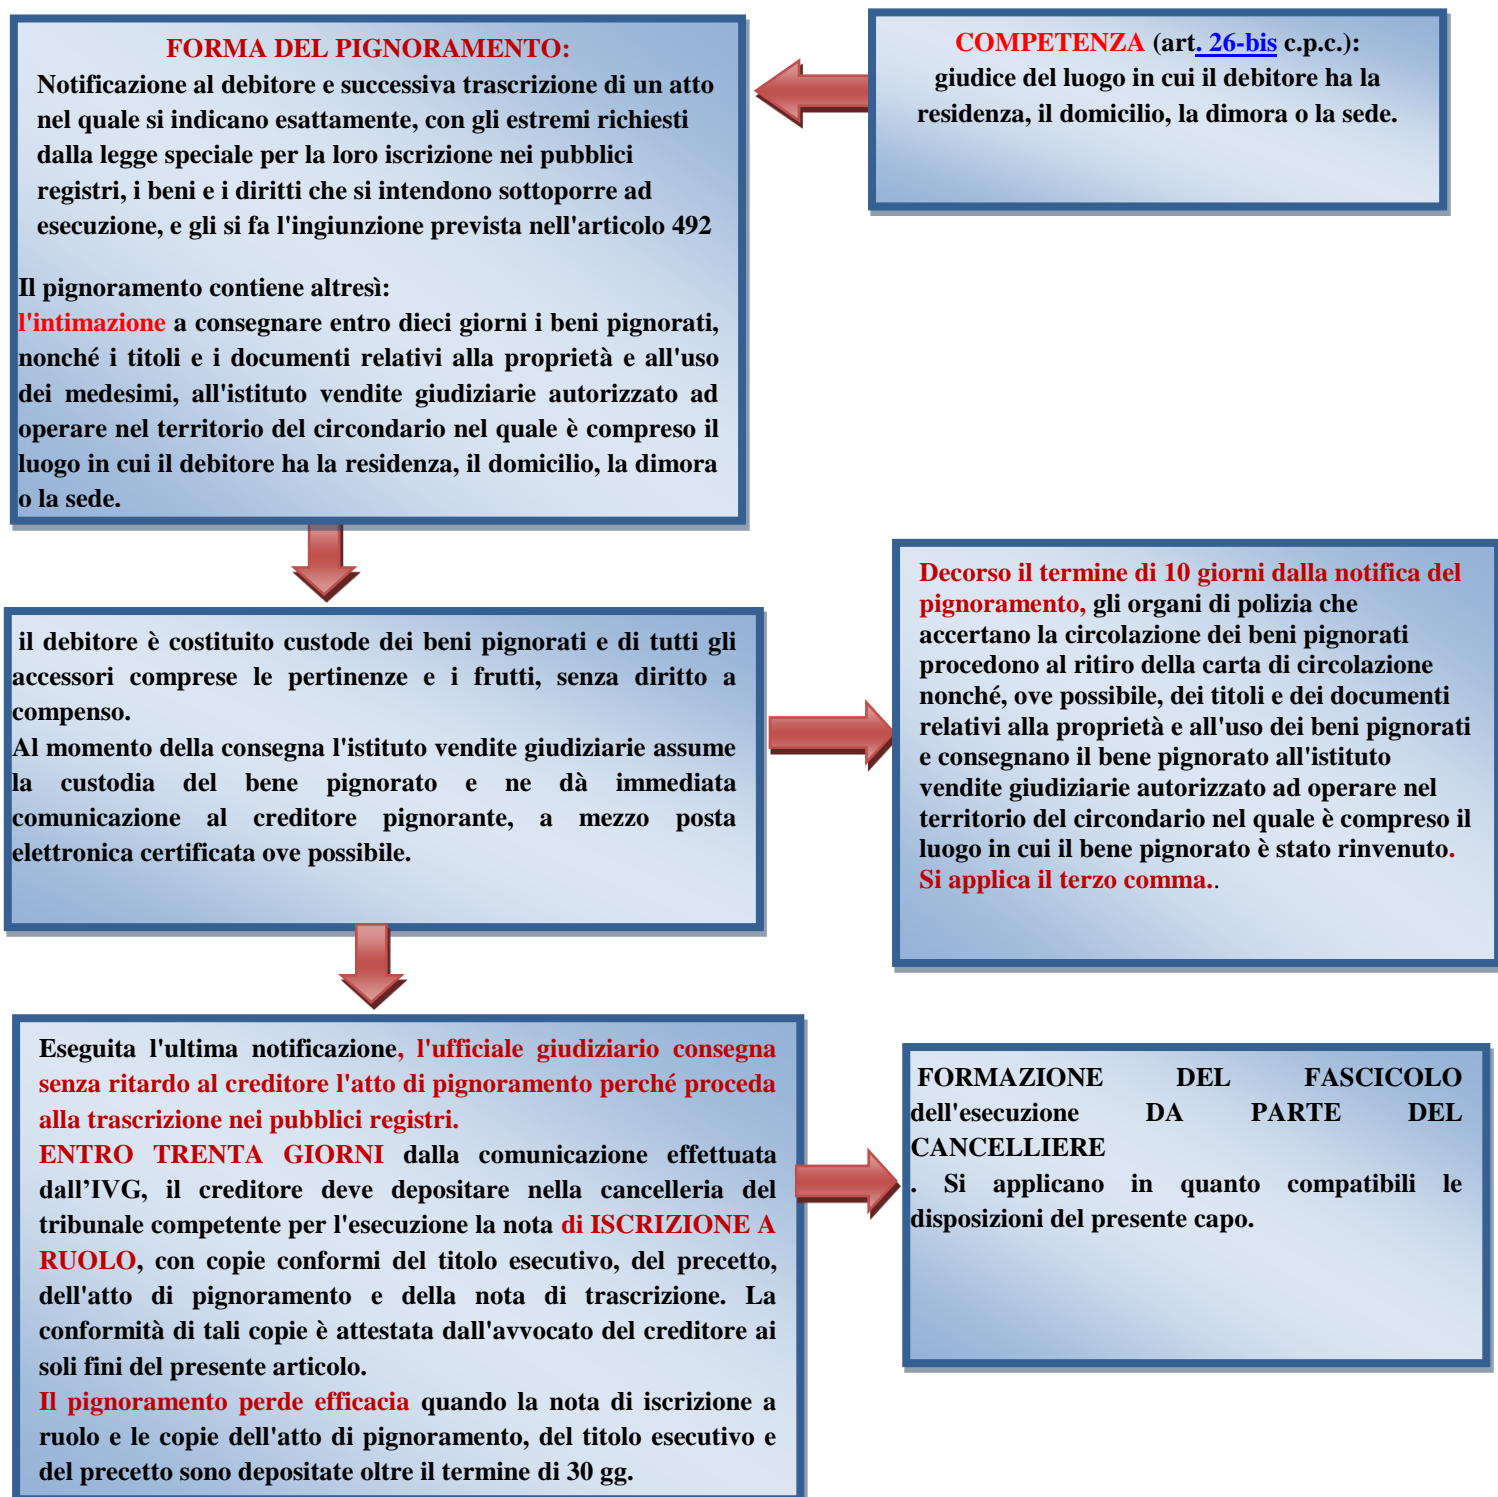 FORMA DEL PIGNORAMENTO:
Notificazione al debitore e successiva trascrizione di un atto
nel quale si indicano esattamente, con gli estremi richiesti
dalla legge speciale per la loro iscrizione nei pubblici
registri, i beni e i diritti che si intendono sottoporre ad
esecuzione, e gli si fa l'ingiunzione prevista nell'articolo 492
Il pignoramento contiene altresì:
l'intimazione a consegnare entro dieci giorni i beni pignorati,
nonché i titoli e i documenti relativi alla proprietà e all'uso
dei medesimi, all'istituto vendite giudiziarie autorizzato ad
operare nel territorio del circondario nel quale è compreso il
luogo in cui il debitore ha la residenza, il domicilio, la dimora
o la sede.
COMPETENZA (art. 26-bis c.p.c.):
giudice del luogo in cui il debitore ha la
residenza, il domicilio, la dimora o la sede.
il debitore è costituito custode dei beni pignorati e di tutti gli
accessori comprese le pertinenze e i frutti, senza diritto a
compenso.
Al momento della consegna l'istituto vendite giudiziarie assume
la custodia del bene pignorato e ne dà immediata
comunicazione al creditore pignorante, a mezzo posta
elettronica certificata ove possibile.
Decorso il termine di 10 giorni dalla notifica del
pignoramento, gli organi di polizia che
accertano la circolazione dei beni pignorati
procedono al ritiro della carta di circolazione
nonché, ove possibile, dei titoli e dei documenti
relativi alla proprietà e all'uso dei beni pignorati
e consegnano il bene pignorato all'istituto
vendite giudiziarie autorizzato ad operare nel
territorio del circondario nel quale è compreso il
luogo in cui il bene pignorato è stato rinvenuto.
Si applica il terzo comma..
Eseguita l'ultima notificazione, l'ufficiale giudiziario consegna
senza ritardo al creditore l'atto di pignoramento perché proceda
alla trascrizione nei pubblici registri.
ENTRO TRENTA GIORNI dalla comunicazione effettuata
dall’IVG, il creditore deve depositare nella cancelleria del
tribunale competente per l'esecuzione la nota di ISCRIZIONE A
RUOLO, con copie conformi del titolo esecutivo, del precetto,
dell'atto di pignoramento e della nota di trascrizione. La
conformità di tali copie è attestata dall'avvocato del creditore ai
soli fini del presente articolo.
Il pignoramento perde efficacia quando la nota di iscrizione a
ruolo e le copie dell'atto di pignoramento, del titolo esecutivo e
del precetto sono depositate oltre il termine di 30 gg.
FORMAZIONE DEL FASCICOLO
dell'esecuzione DA PARTE DEL
CANCELLIERE
. Si applicano in quanto compatibili le
disposizioni del presente capo.